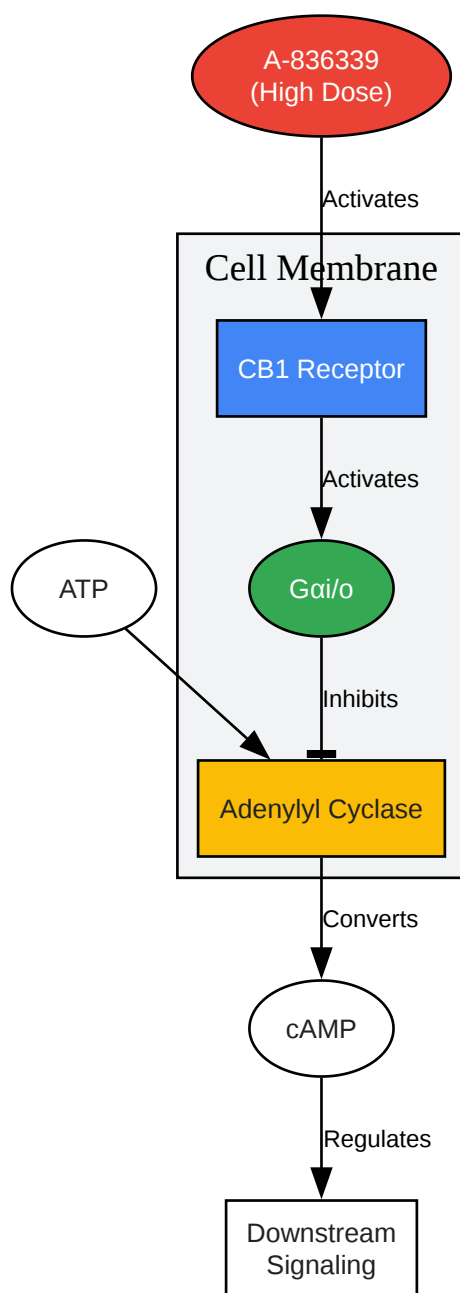 A-836339
(High Dose)
Activates
Cell Membrane
CB1 Receptor
Activates
ATP
Gαi/o
Inhibits
Adenylyl Cyclase
Converts
cAMP
Regulates
Downstream
Signaling